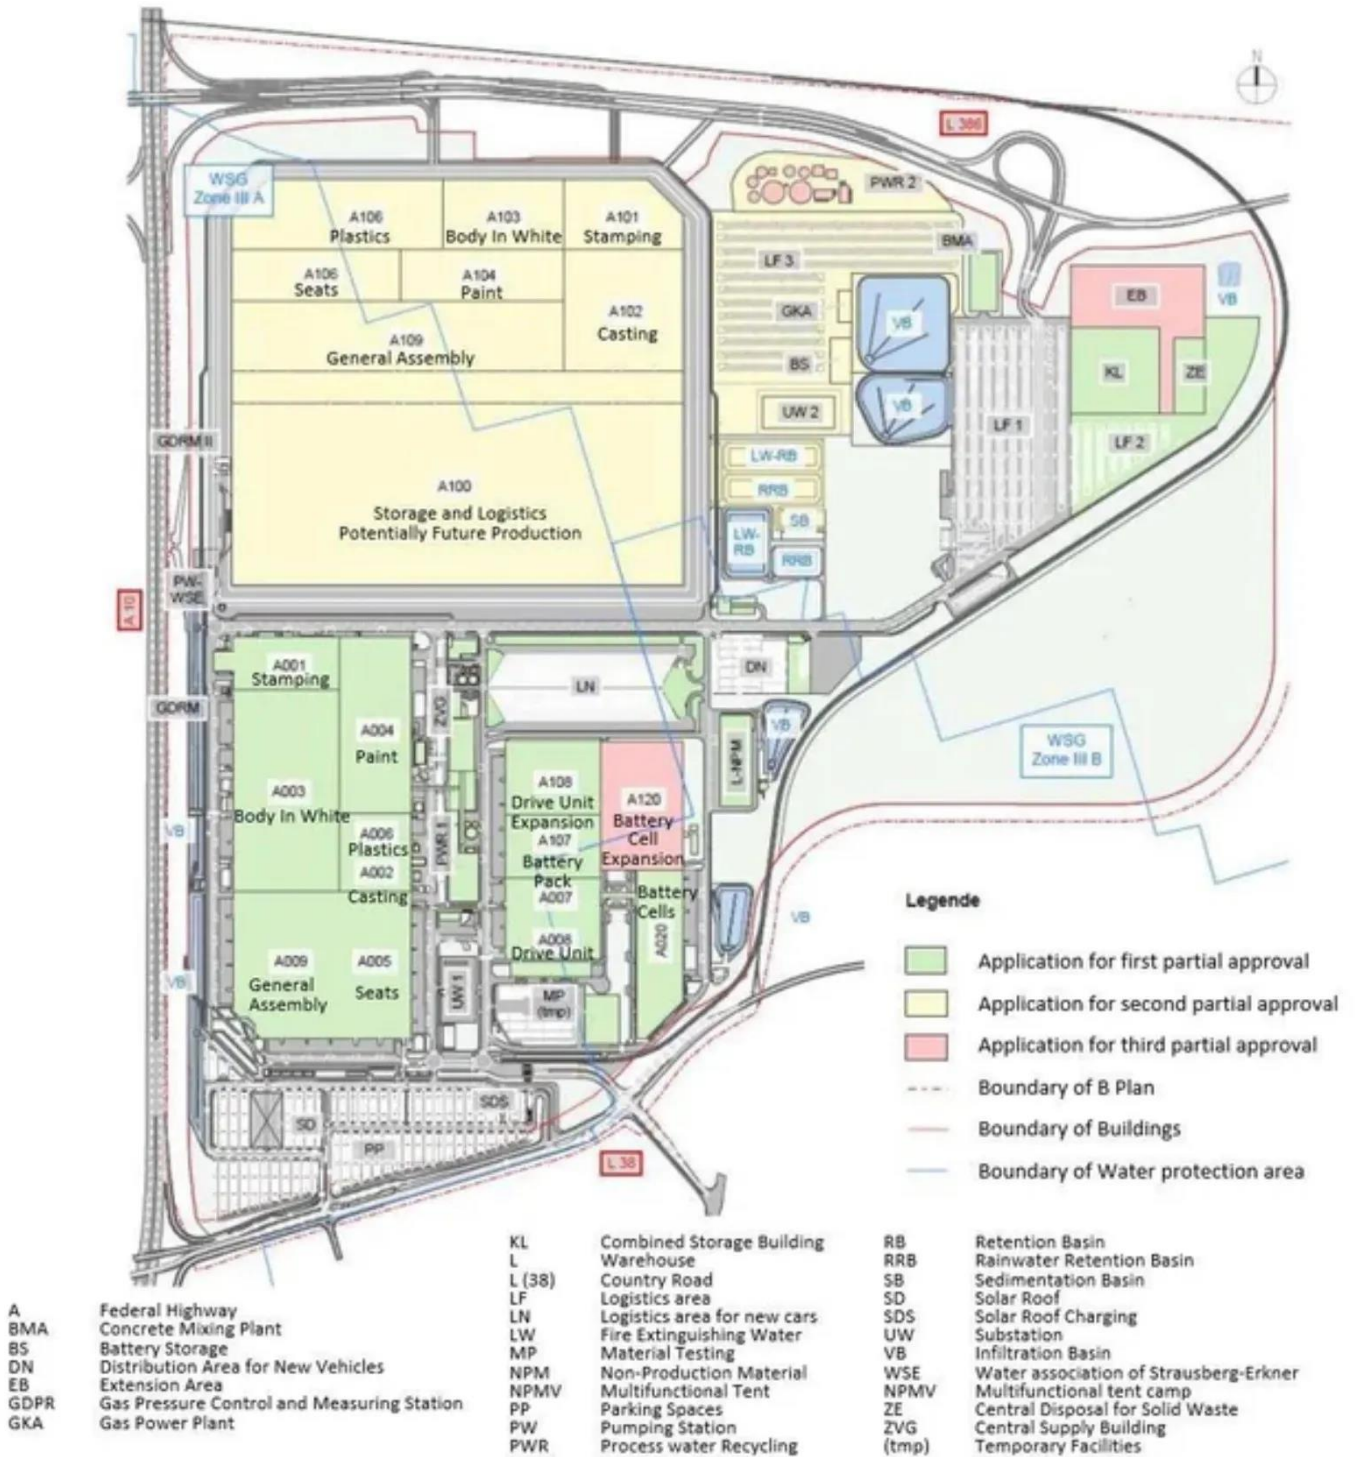 N
L 386
WSG
Zone III A
PWR 2
A106
Plastics
A103
Body In White
A101
Stamping
BMA
LF 3
A106
Seats
A104
Paint
EB
VB
A102
Casting
GKA
VB
A109
General Assembly
BS
KL
ZE
UW 2
VB
LF 1
LF 2
GDRM II
LW-RB
A100
RRB
Storage and Logistics
Potentially Future Production
SB
LW-
RB
RRB
PW-
WSE
A 10
A001
Stamping
LN
DN
GDRM
ZVG
A004
Paint
VB
WSG
Zone III B
L-NPM
A108
Drive Unit
Expansion
A120
Battery
Cell
Expansion
A003
Body In White
VB
A006
Plastics
PWR 1
A107
Battery
Pack
A002
Casting
A007
Battery
Cells
VB
A020
A008
Drive Unit
A009
General
Assembly
A005
Seats
VB
UW 1
MP
(tmp)
SDS
SD
PP
L 38
Legende
Application for first partial approval
Application for second partial approval
Application for third partial approval
Boundary of B Plan
Boundary of Buildings
Boundary of Water protection area
A Federal Highway
BMA Concrete Mixing Plant
BS Battery Storage
DN Distribution Area for New Vehicles
EB Extension Area
GDPR Gas Pressure Control and Measuring Station
GKA Gas Power Plant
KL Combined Storage Building
L Warehouse
L (38) Country Road
LF Logistics area
LN Logistics area for new cars
LW Fire Extinguishing Water
MP Material Testing
NPM Non-Production Material
NPMV Multifunctional Tent
PP Parking Spaces
PW Pumping Station
PWR Process water Recycling
RB Retention Basin
RRB Rainwater Retention Basin
SB Sedimentation Basin
SD Solar Roof
SDS Solar Roof Charging
UW Substation
VB Infiltration Basin
WSE Water association of Strausberg-Erkner
NPMV Multifunctional tent camp
ZE Central Disposal for Solid Waste
ZVG Central Supply Building
(tmp) Temporary Facilities